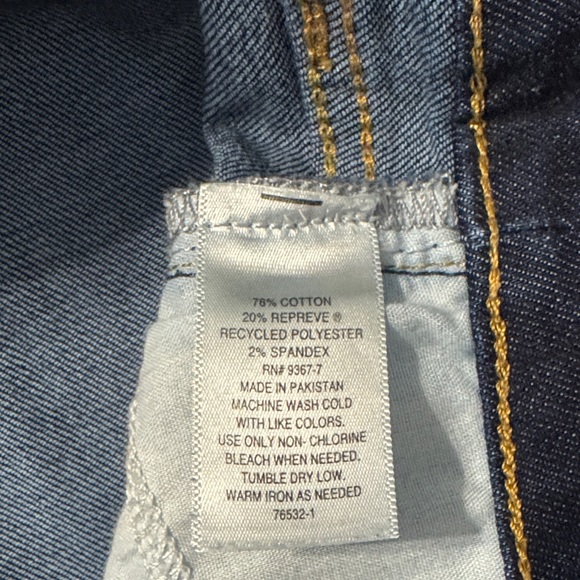 76% COTTON
20% REPREVE ®
RECYCLED POLYESTER
2% SPANDEX
RN# 9367-7
MADE IN PAKISTAN
MACHINE WASH COLD
WITH LIKE COLORS.
USE ONLY NON- CHLORINE
BLEACH WHEN NEEDED.
TUMBLE DRY LOW.
WARM IRON AS NEEDED
76532-1